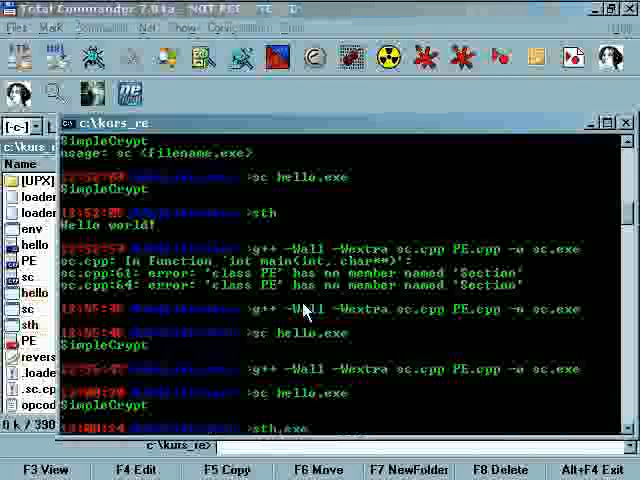 Total Commander 7.04a - NOT REE
Files Mark Net Show
[-c-]
c:\kurs_re
c:\kurs_re
Name
[UPX]
loader
loader
env
hello
PE
sc
hello
sc
sth
PE
revers
.loade
.sc.cp
opcod
SimpleCrypt
usage: sc <filename.exe>
>sc hello.exe
SimpleCrypt
>sth
Hello world!
>g++ -Wall -Wextra sc.cpp PE.cpp -o sc.exe
sc.cpp: In function 'int main(int, char**)':
sc.cpp:61: error: 'class PE' has no member named 'Section'
sc.cpp:64: error: 'class PE' has no member named 'Section'
>g++ -Wall -Wextra sc.cpp PE.cpp -o sc.exe
>sc hello.exe
SimpleCrypt
>g++ -Wall -Wextra sc.cpp PE.cpp -o sc.exe
>sc hello.exe
SimpleCrypt
>sth.exe
0 k / 390
c:\kurs_re>
F3 View F4 Edit F5 Copy F6 Move F7 NewFolder F8 Delete Alt+F4 Exit